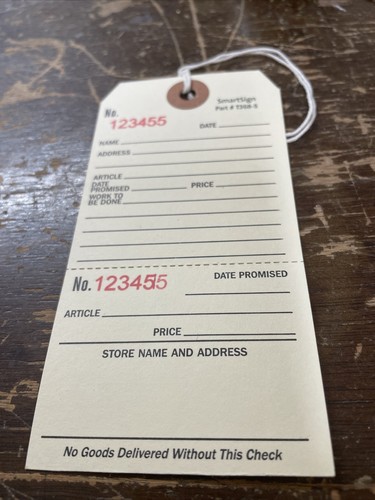 SmartSign
Part # T268-S
No.
123455 DATE
NAME
ADDRESS
ARTICLE
DATE
PROMISED PRICE
WORK TO
BE DONE
No. 123455 DATE PROMISED
ARTICLE
PRICE
STORE NAME AND ADDRESS
No Goods Delivered Without This Check